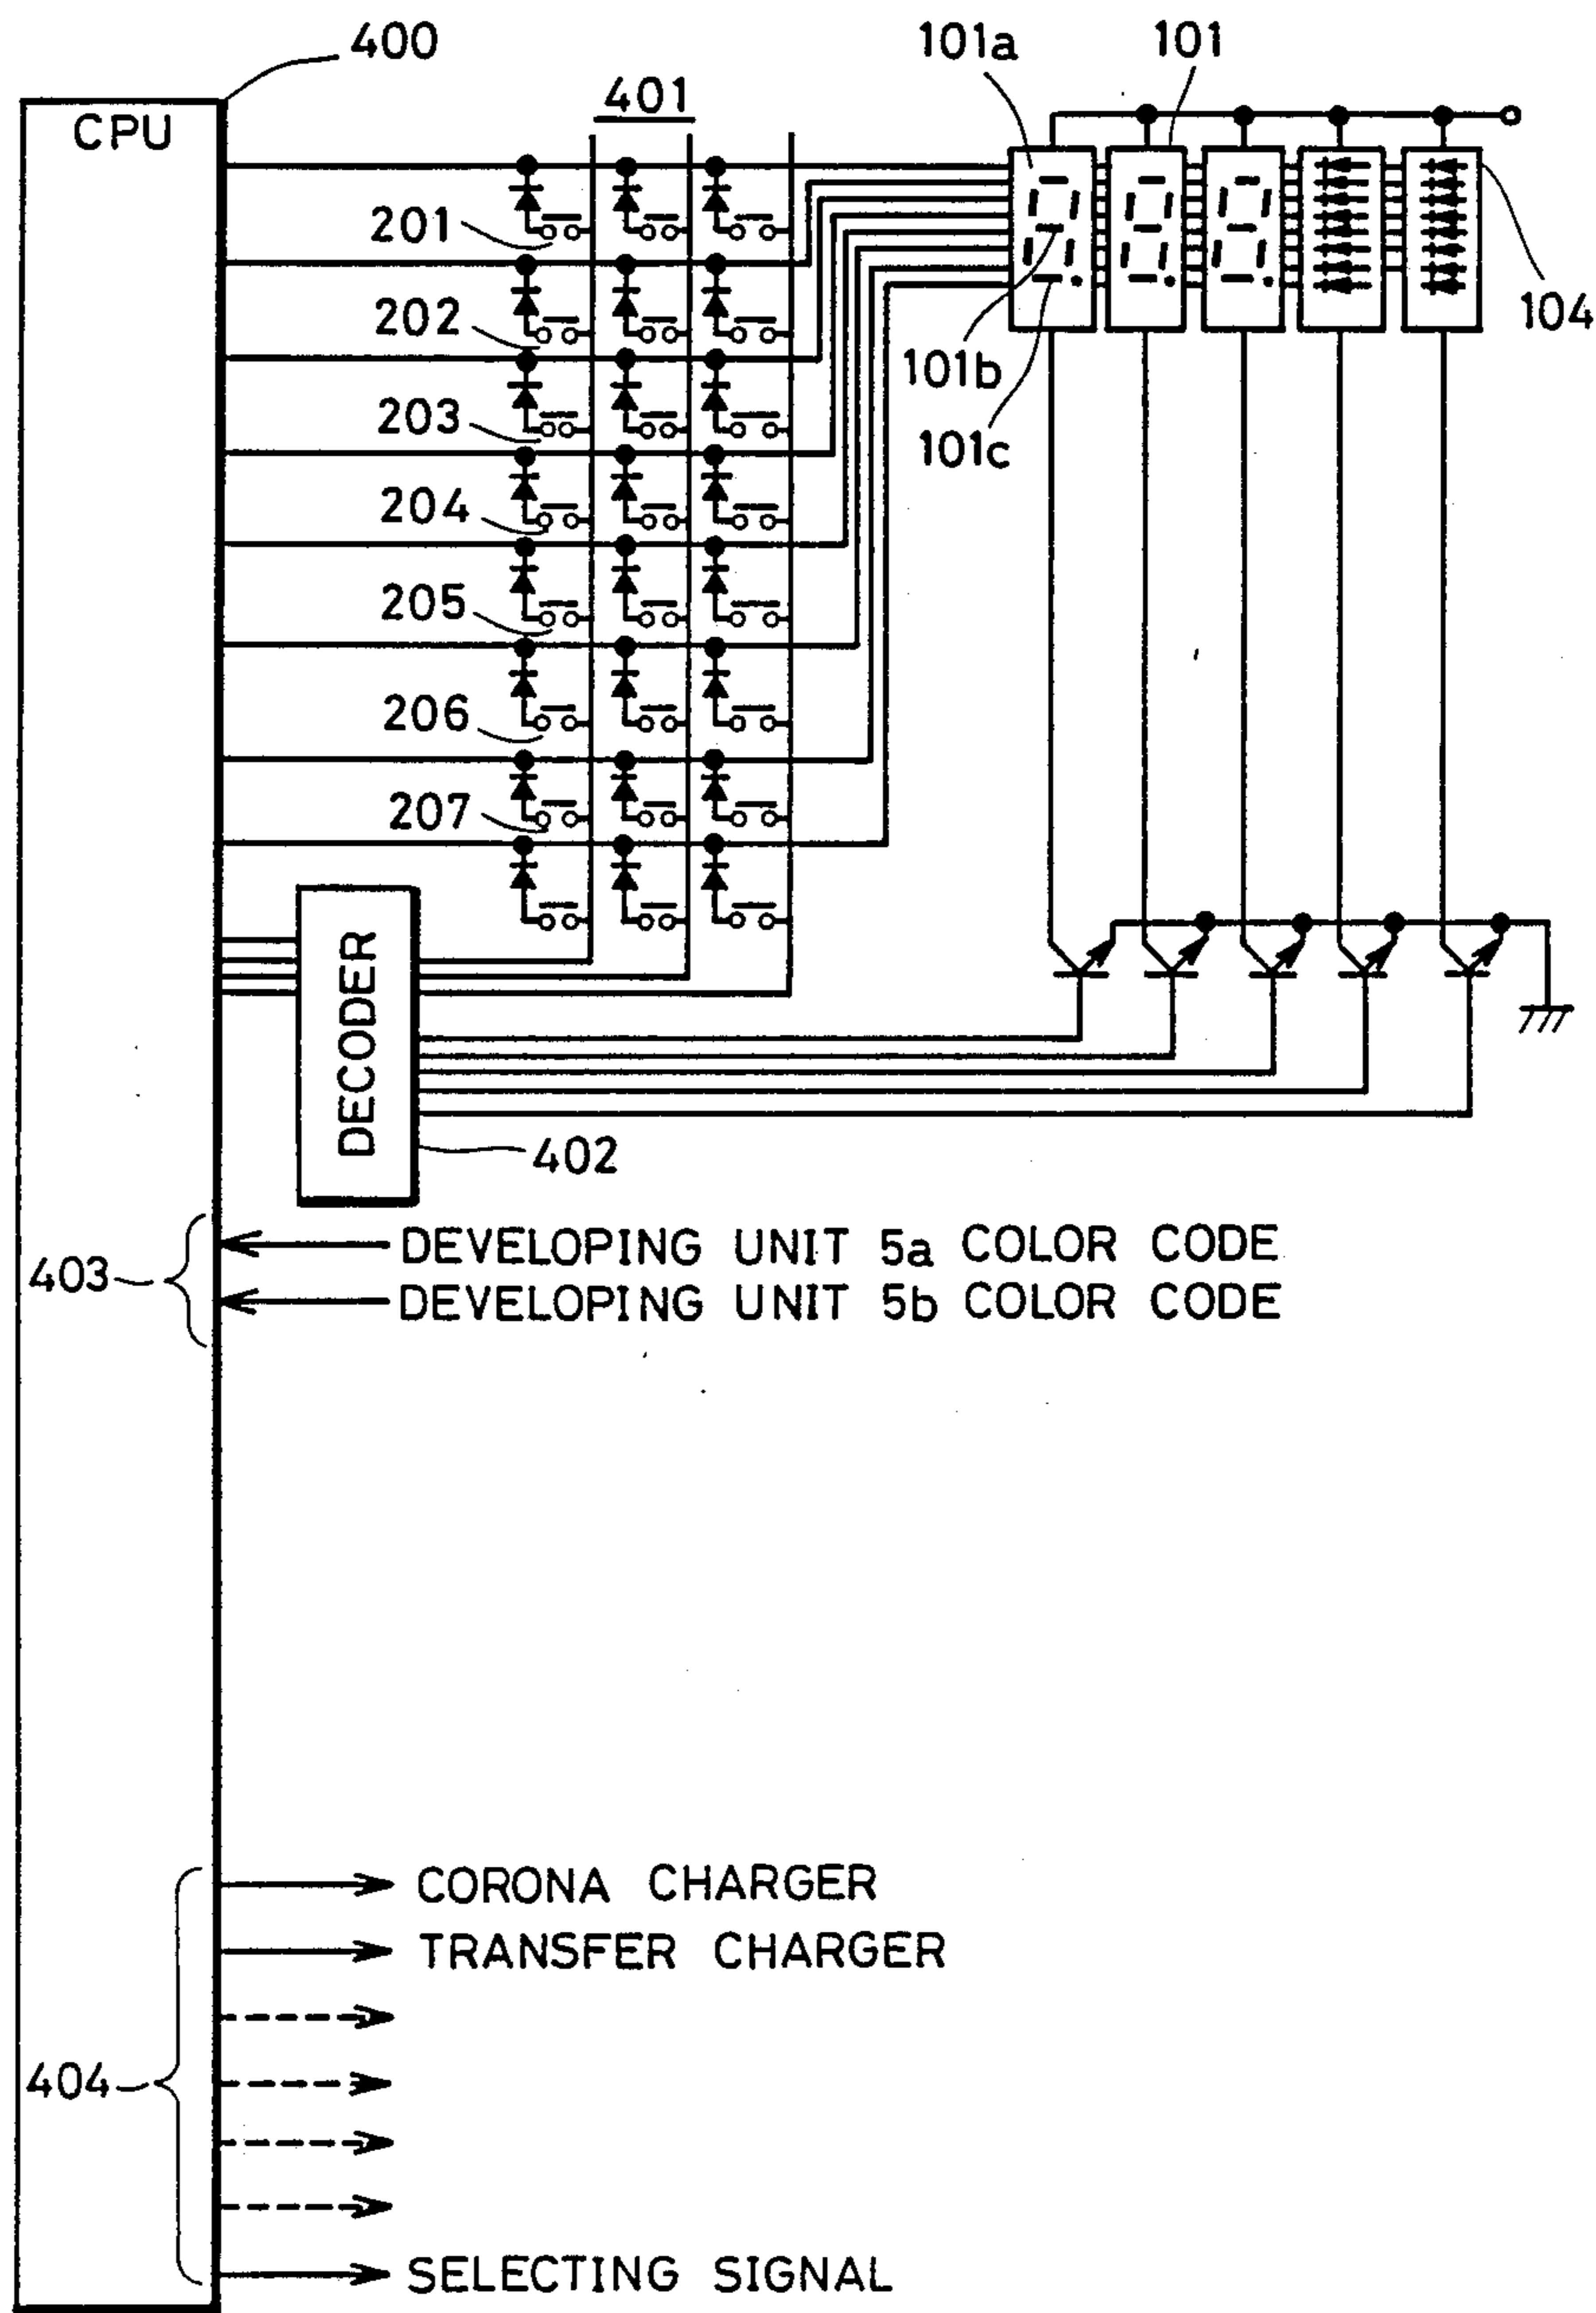 400
CPU
401
101a
101
201
202
203
204
205
206
207
101b
101c
104
DECODER
402
403
DEVELOPING UNIT 5a COLOR CODE
DEVELOPING UNIT 5b COLOR CODE
404
CORONA CHARGER
TRANSFER CHARGER
SELECTING SIGNAL